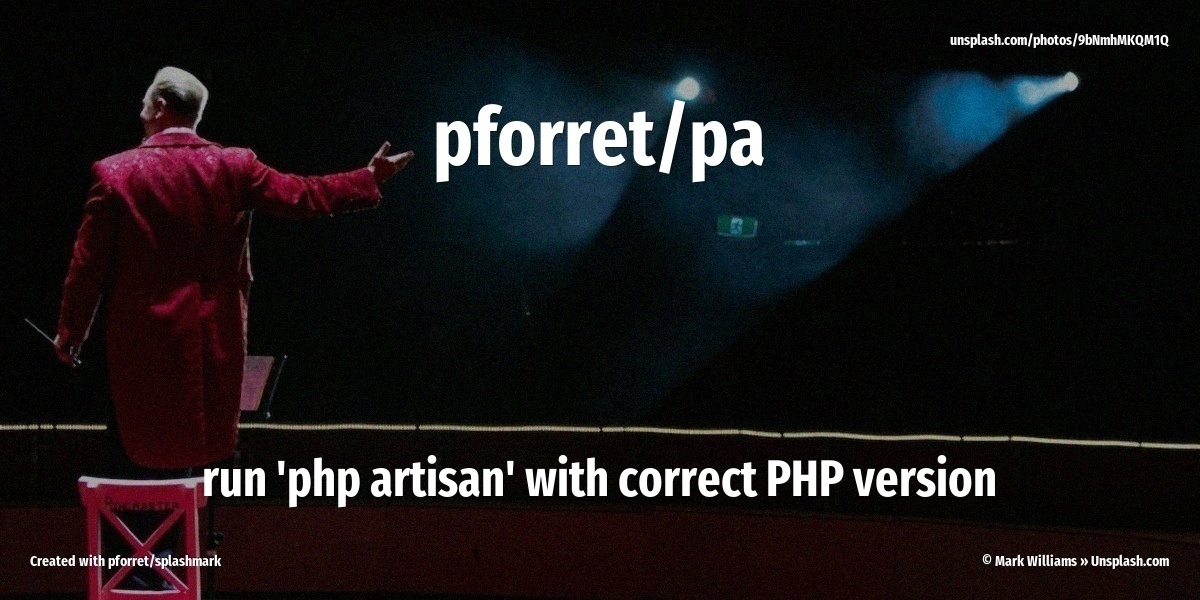 unsplash.com/photos/9bNmhMKQM1Q
pforret/pa
run 'php artisan' with correct PHP version
RINGMASTER
Created with pforret/splashmark
© Mark Williams » Unsplash.com